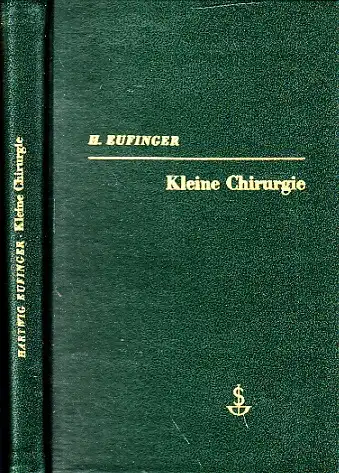 HARTWIG EUFINGER · Kleine Chirurgie
H. EUFINGER
Kleine Chirurgie